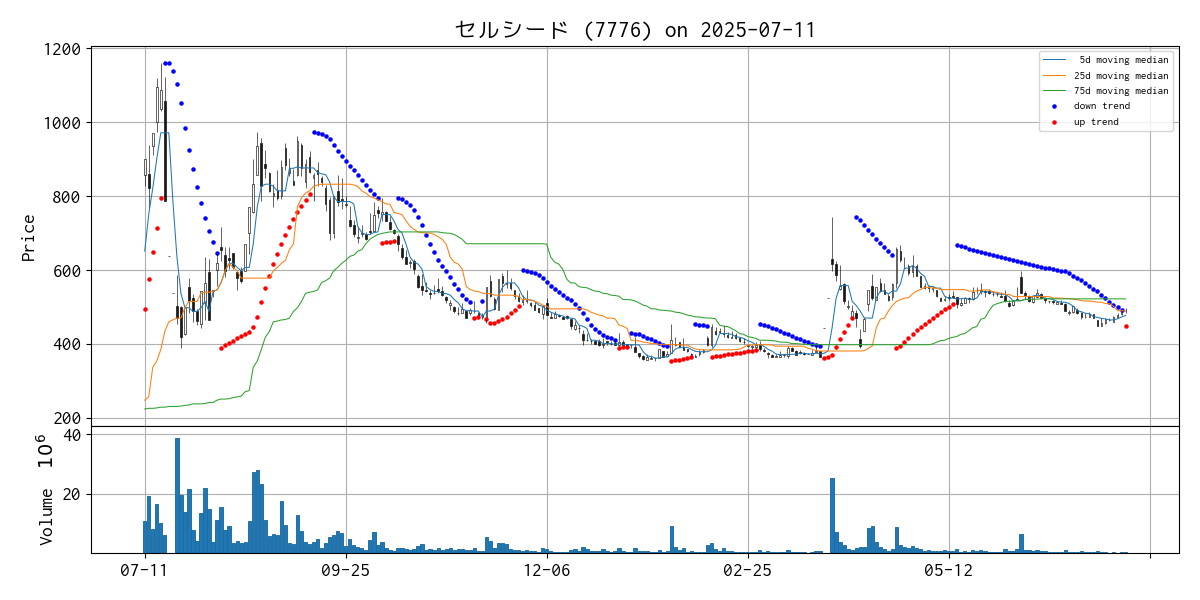 セルシード (7776) on 2025-07-11
5d moving median
25d moving median
75d moving median
down trend
up trend
Price
1200
1000
800
600
400
200
Volume 10^6
40
20
07-11 09-25 12-06 02-25 05-12